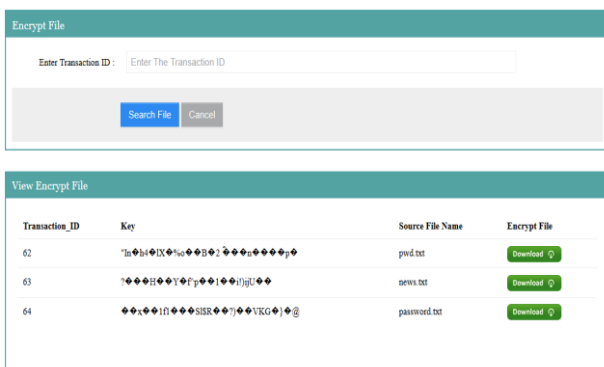 Encrypt File
Enter Transaction ID : Enter The Transaction ID
Search File Cancel
View Encrypt File
Transaction_ID Key Source File Name Encrypt File
62 pwd.txt Download
63 news.txt Download
64 password.txt Download